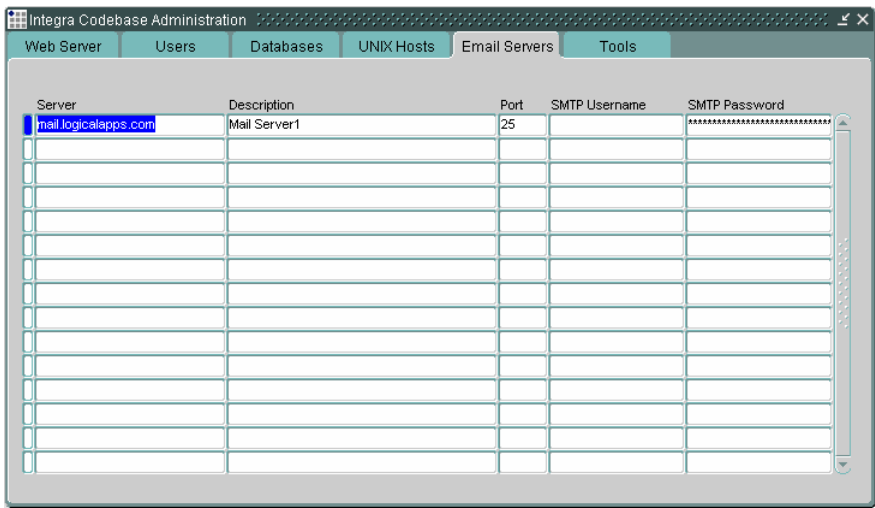 Integra Codebase Administration
Web Server Users Databases UNIX Hosts Email Servers Tools
Server Description Port SMTP Username SMTP Password
mail.logicalapps.com Mail Server1 25 ******************************